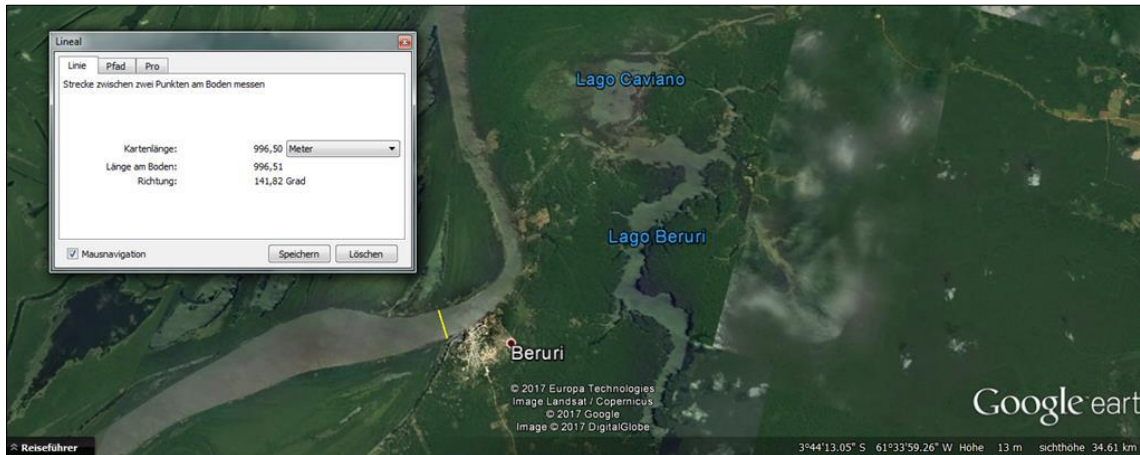 Lineal
Linie Pfad Pro
Strecke zwischen zwei Punkten am Boden messen
Kartenlänge: 996,50 Meter
Länge am Boden: 996,51
Richtung: 141,82 Grad
Mausnavigation Speichern Löschen
Lago Caviano
Lago Beruri
Beruri
© 2017 Europa Technologies
Image Landsat / Copernicus
© 2017 Google
Image © 2017 DigitalGlobe
Google eart
Reiseführer
3°44'13.05" S 61°33'59.26" W Höhe 13 m sichthöhe 34.61 km